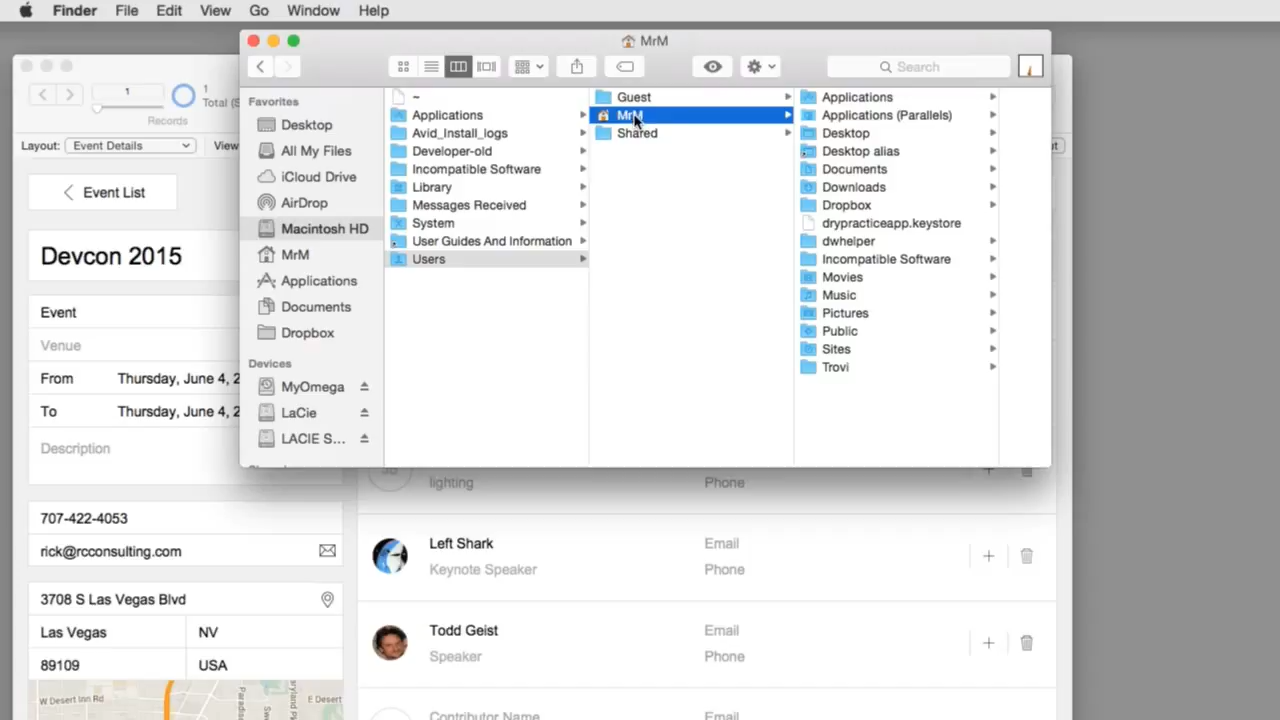 Finder File Edit View Go Window Help
MrM
Search
1
1
Total (S
Records
Layout: Event Details View
Event List
Devcon 2015
Event
Venue
From Thursday, June 4, 2
To Thursday, June 4, 2
Description
707-422-4053
rick@rcconsulting.com
3708 S Las Vegas Blvd
Las Vegas NV
89109 USA
W Desert Inn Rd
E Desert
Favorites
Desktop
All My Files
iCloud Drive
AirDrop
Macintosh HD
MrM
Applications
Documents
Dropbox
Devices
MyOmega
LaCie
LACIE S...
~
Applications
Avid_Install_logs
Developer-old
Incompatible Software
Library
Messages Received
System
User Guides And Information
Users
Guest
MrM
Shared
Applications
Applications (Parallels)
Desktop
Desktop alias
Documents
Downloads
Dropbox
drypracticeapp.keystore
dwhelper
Incompatible Software
Movies
Music
Pictures
Public
Sites
Trovi
lighting Phone
Left Shark Email
Keynote Speaker Phone
Todd Geist Email
Speaker Phone
Contributor Name Email